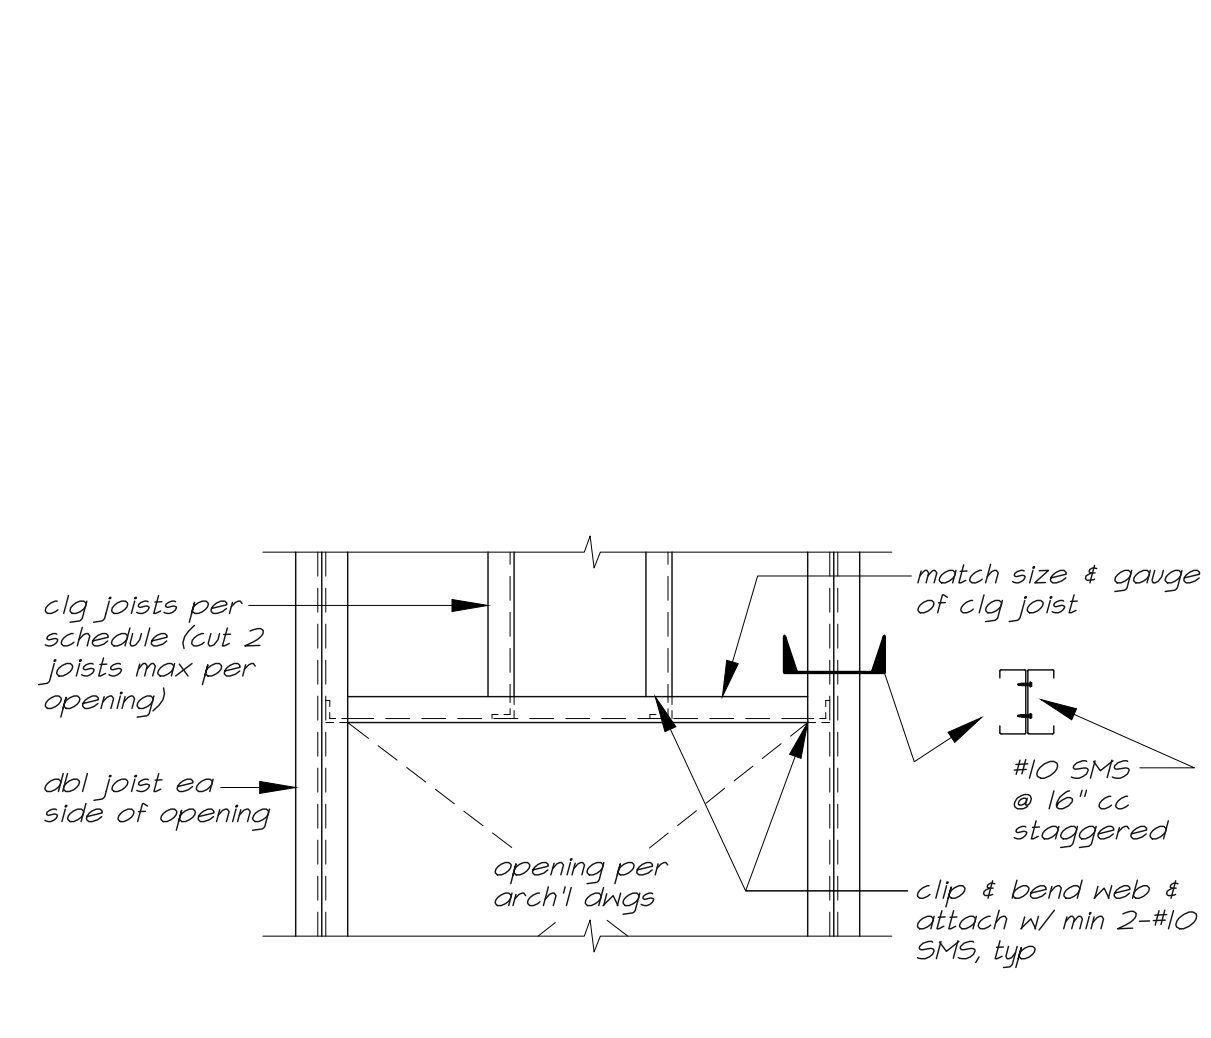 clg joists per
schedule (cut 2
joists max per
opening)
dbl joist ea
side of opening
opening per
arch'l dwgs
match size & gauge
of clg joist
#10 SMS
@ 16" cc
staggered
clip & bend web &
attach w/ min 2-#10
SMS, typ